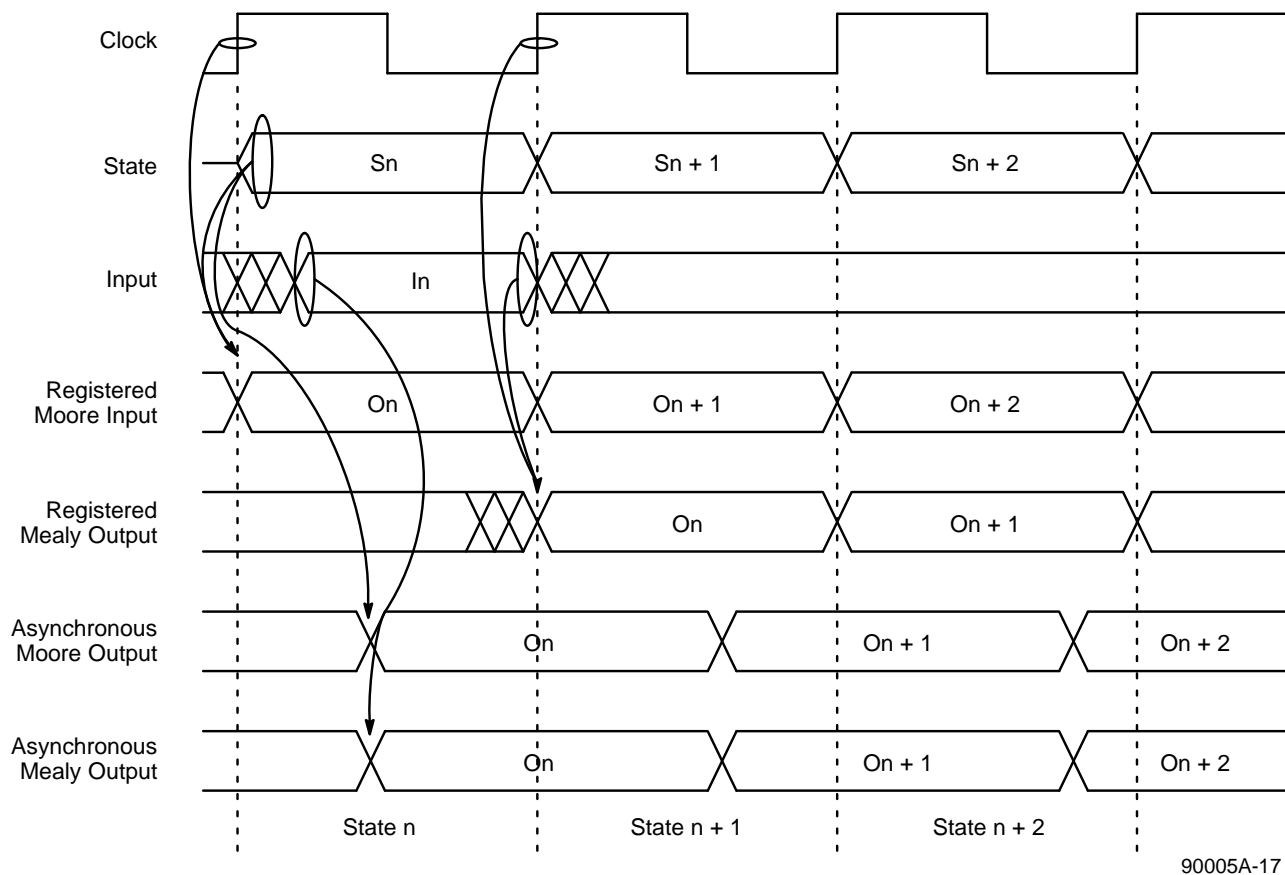 Clock
State
Sn
Sn + 1
Sn + 2
Input
In
Registered
Moore Input
On
On + 1
On + 2
Registered
Mealy Output
On
On + 1
Asynchronous
Moore Output
On
On + 1
On + 2
Asynchronous
Mealy Output
On
On + 1
On + 2
State n
State n + 1
State n + 2
90005A-17